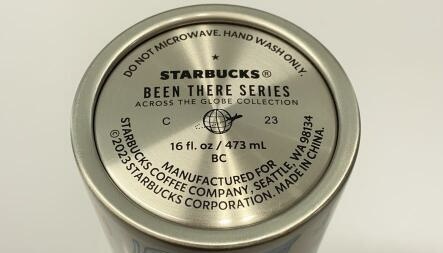 DO NOT MICROWAVE. HAND WASH ONLY.
STARBUCKS®
BEEN THERE SERIES
ACROSS THE GLOBE COLLECTION
C 23
16 fl. oz / 473 mL
BC
MANUFACTURED FOR
STARBUCKS COFFEE COMPANY, SEATTLE, WA 98134
©2023 STARBUCKS CORPORATION. MADE IN CHINA.